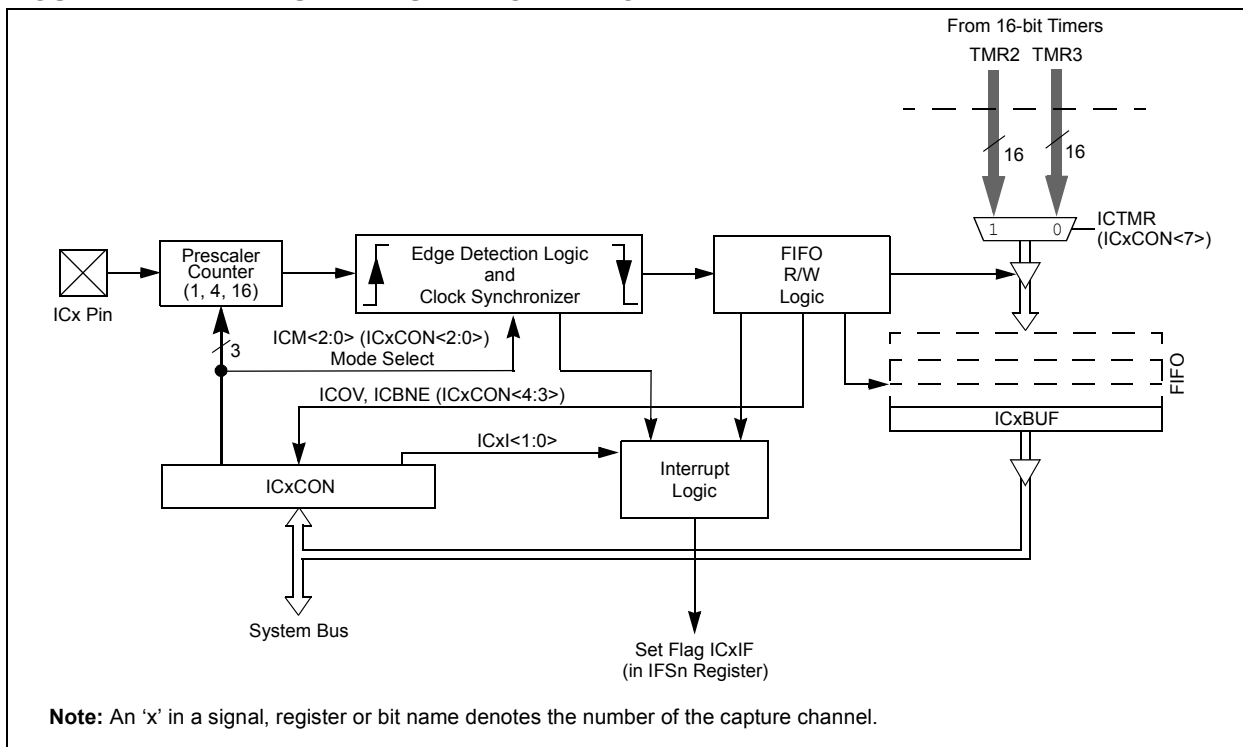 From 16-bit Timers
TMR2 TMR3
16 16
1 0
ICTMR
(ICxCON<7>)
ICx Pin
Prescaler
Counter
(1, 4, 16)
Edge Detection Logic
and
Clock Synchronizer
FIFO
R/W
Logic
3
ICM<2:0> (ICxCON<2:0>)
Mode Select
FIFO
ICxBUF
ICOV, ICBNE (ICxCON<4:3>)
ICxI<1:0>
ICxCON
Interrupt
Logic
System Bus
Set Flag ICxIF
(in IFSn Register)
Note: An ‘x’ in a signal, register or bit name denotes the number of the capture channel.